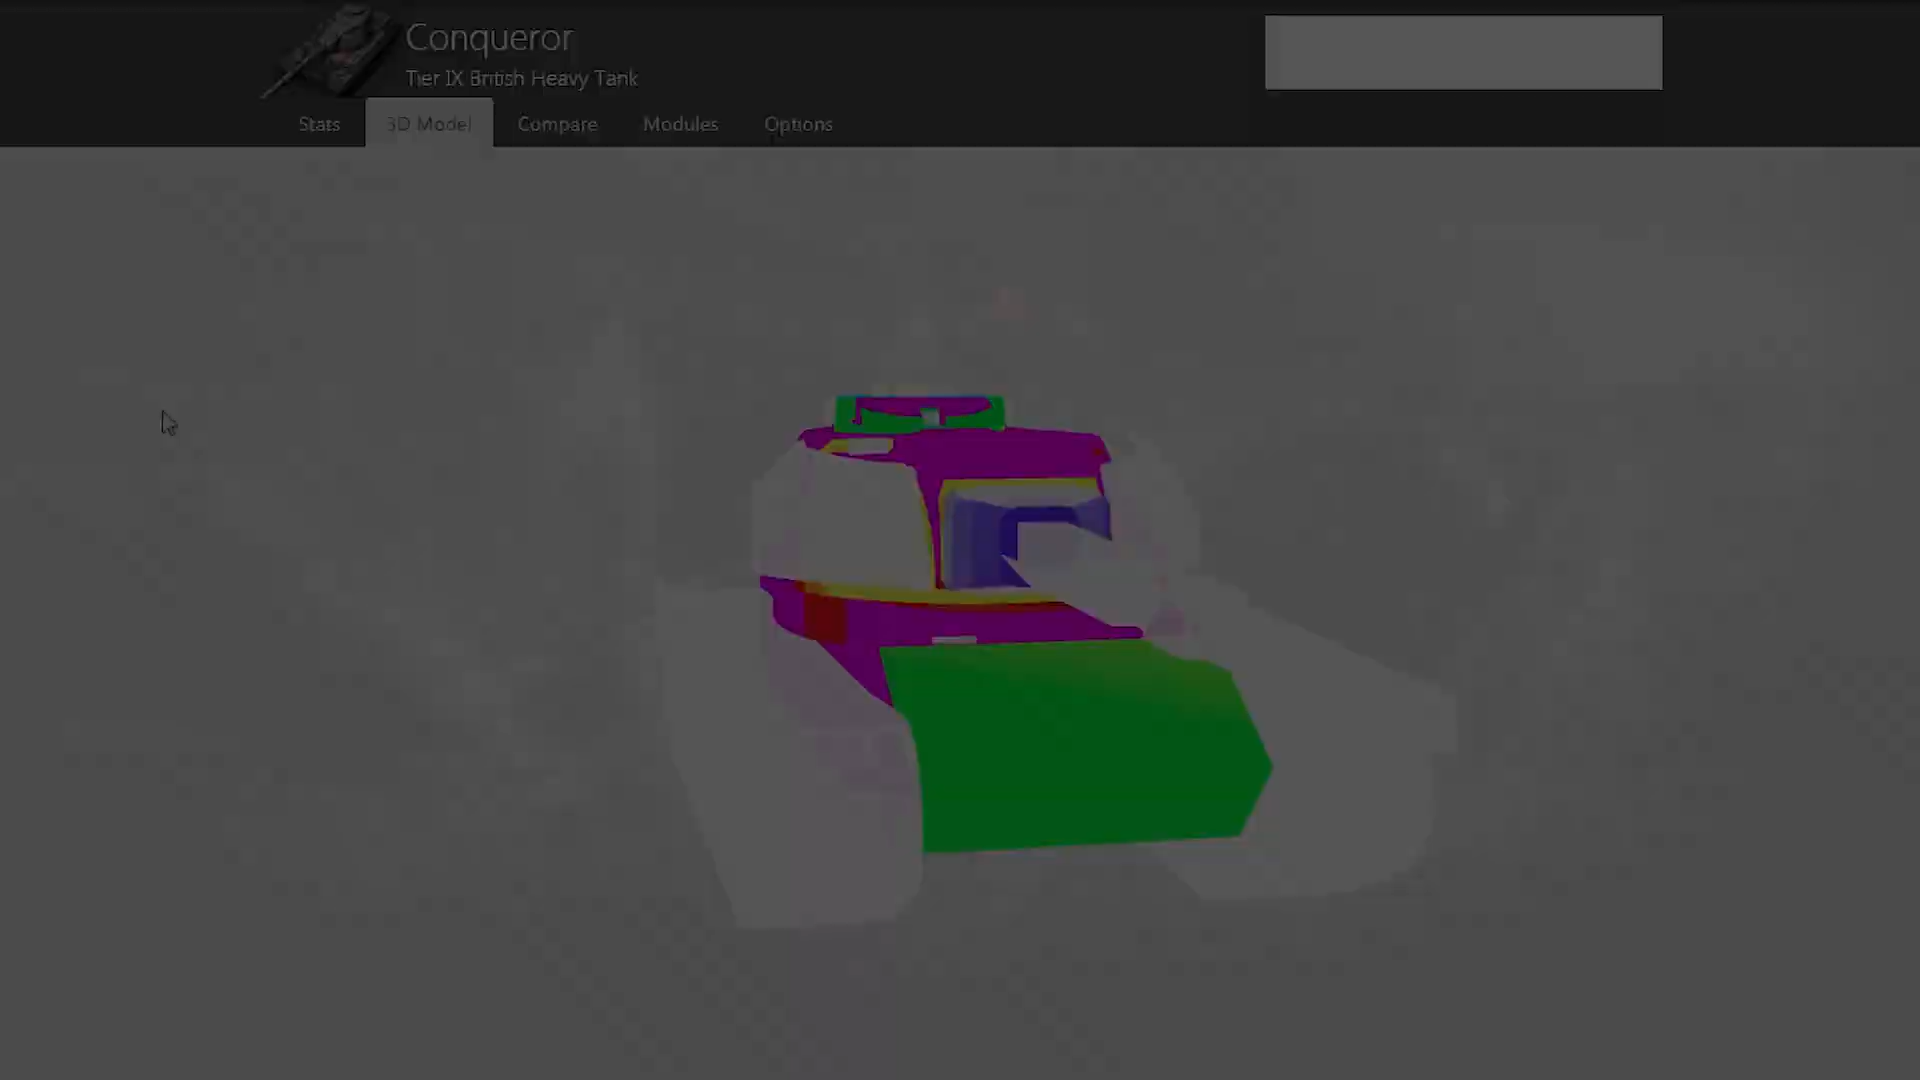 Conqueror
Tier IX British Heavy Tank
Stats
3D Model
Compare
Modules
Options